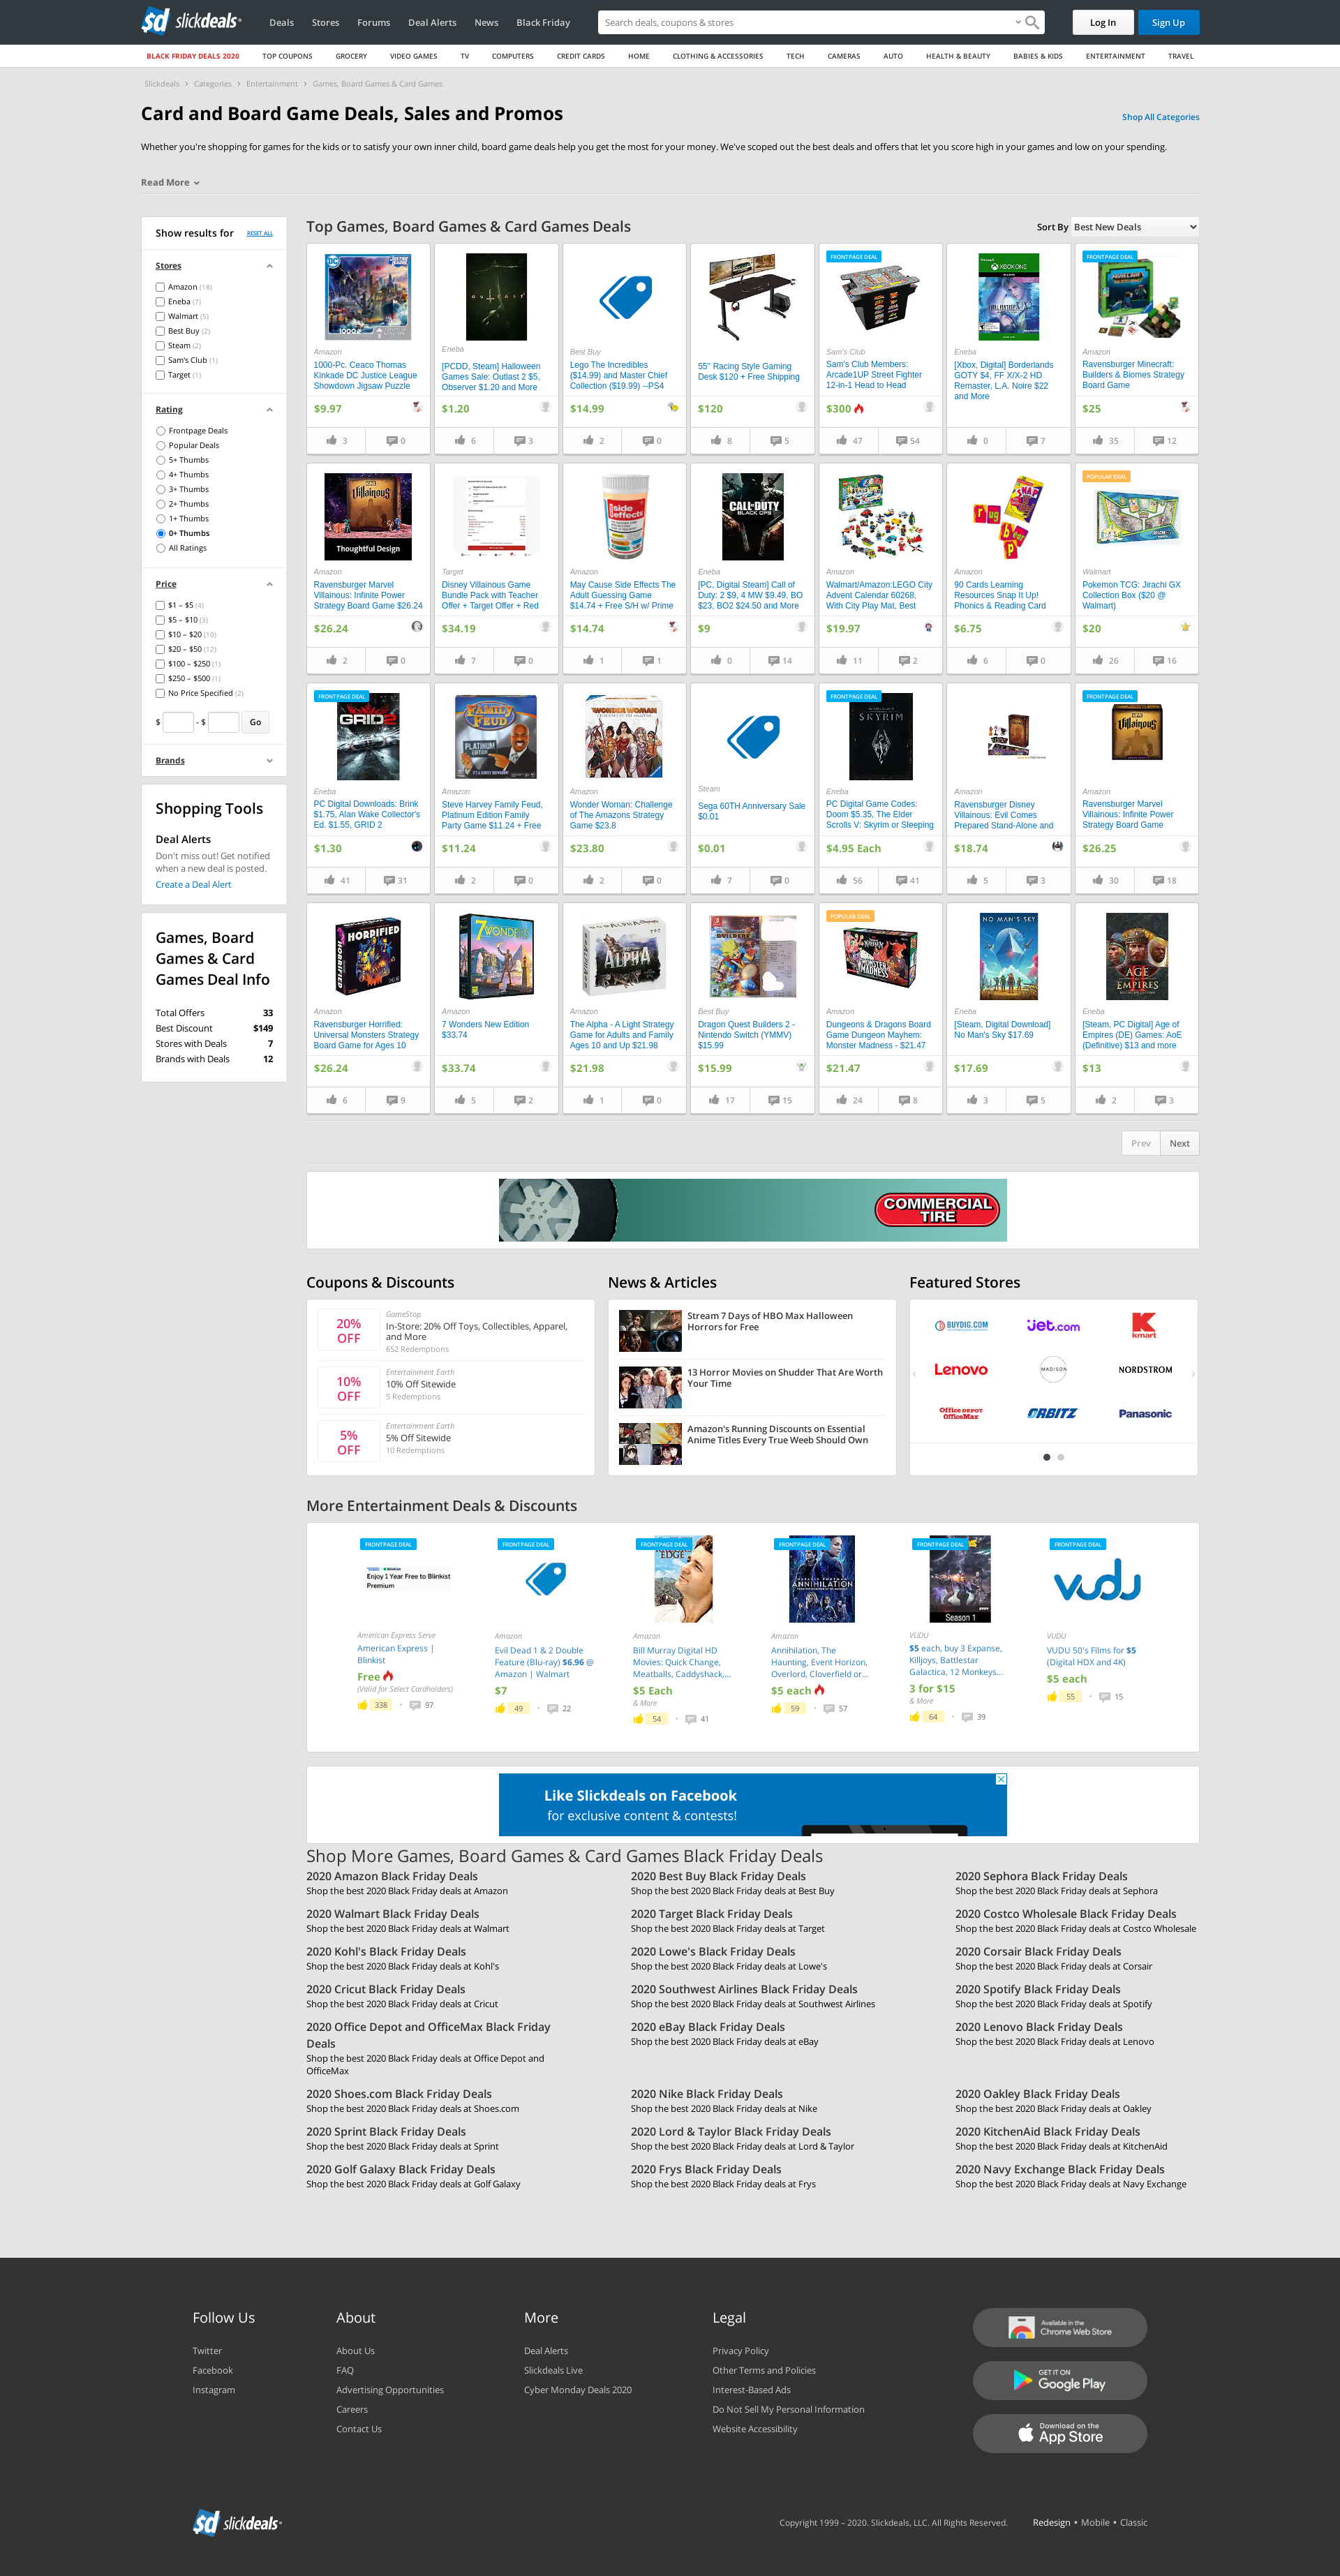 slickdeals
Deals
Stores
Forums
Deal Alerts
News
Black Friday
Search deals, coupons & stores
Log In
Sign Up
BLACK FRIDAY DEALS 2020
TOP COUPONS
GROCERY
VIDEO GAMES
TV
COMPUTERS
CREDIT CARDS
HOME
CLOTHING & ACCESSORIES
TECH
CAMERAS
AUTO
HEALTH & BEAUTY
BABIES & KIDS
ENTERTAINMENT
TRAVEL
Slickdeals > Categories > Entertainment > Games, Board Games & Card Games
Card and Board Game Deals, Sales and Promos
Shop All Categories
Whether you're shopping for games for the kids or to satisfy your own inner child, board game deals help you get the most for your money. We've scoped out the best deals and offers that let you score high in your games and low on your spending.
Read More
Show results for
RESET ALL
Stores
Amazon (18)
Eneba (7)
Walmart (5)
Best Buy (2)
Steam (2)
Sam's Club (1)
Target (1)
Rating
Frontpage Deals
Popular Deals
5+ Thumbs
4+ Thumbs
3+ Thumbs
2+ Thumbs
1+ Thumbs
0+ Thumbs
All Ratings
Price
$1 – $5 (4)
$5 – $10 (3)
$10 – $20 (10)
$20 – $50 (12)
$100 – $250 (1)
$250 – $500 (1)
No Price Specified (2)
$ - $ Go
Brands
Shopping Tools
Deal Alerts
Don't miss out! Get notified
when a new deal is posted.
Create a Deal Alert
Games, Board
Games & Card
Games Deal Info
Total Offers 33
Best Discount $149
Stores with Deals 7
Brands with Deals 12
Top Games, Board Games & Card Games Deals
Sort By Best New Deals
Amazon
1000-Pc. Ceaco Thomas
Kinkade DC Justice League
Showdown Jigsaw Puzzle
$9.97
3 0
OUTCAST
Eneba
[PCDD, Steam] Halloween
Games Sale: Outlast 2 $5,
Observer $1.20 and More
$1.20
6 3
Best Buy
Lego The Incredibles
($14.99) and Master Chief
Collection ($19.99) --PS4
$14.99
2 0
55" Racing Style Gaming
Desk $120 + Free Shipping
$120
8 5
FRONTPAGE DEAL
Sam's Club
Sam's Club Members:
Arcade1UP Street Fighter
12-in-1 Head to Head
$300
47 54
XBOX ONE
Eneba
[Xbox, Digital] Borderlands
GOTY $4, FF X/X-2 HD
Remaster, L.A. Noire $22
and More
0 7
FRONTPAGE DEAL
Amazon
Ravensburger Minecraft:
Builders & Biomes Strategy
Board Game
$25
35 12
Villainous
Thoughtful Design
Amazon
Ravensburger Marvel
Villainous: Infinite Power
Strategy Board Game $26.24
$26.24
2 0
Target
Disney Villainous Game
Bundle Pack with Teacher
Offer + Target Offer + Red
$34.19
7 0
side effects
Amazon
May Cause Side Effects The
Adult Guessing Game
$14.74 + Free S/H w/ Prime
$14.74
1 1
CALL OF DUTY
BLACK OPS
Eneba
[PC, Digital Steam] Call of
Duty: 2 $9, 4 MW $9.49, BO
$23, BO2 $24.50 and More
$9
0 14
Amazon
Walmart/Amazon:LEGO City
Advent Calendar 60268,
With City Play Mat, Best
$19.97
11 2
Amazon
90 Cards Learning
Resources Snap It Up!
Phonics & Reading Card
$6.75
6 0
POPULAR DEAL
Walmart
Pokemon TCG: Jirachi GX
Collection Box ($20 @
Walmart)
$20
26 16
FRONTPAGE DEAL
GRID2
Eneba
PC Digital Downloads: Brink
$1.75, Alan Wake Collector's
Ed. $1.55, GRID 2
$1.30
41 31
FAMILY FEUD
PLATINUM EDITION
Amazon
Steve Harvey Family Feud,
Platinum Edition Family
Party Game $11.24 + Free
$11.24
2 0
WONDER WOMAN
Amazon
Wonder Woman: Challenge
of The Amazons Strategy
Game $23.8
$23.80
2 0
Steam
Sega 60TH Anniversary Sale
$0.01
$0.01
7 0
FRONTPAGE DEAL
SKYRIM
Eneba
PC Digital Game Codes:
Doom $5.35, The Elder
Scrolls V: Skyrim or Sleeping
$4.95 Each
56 41
Amazon
Ravensburger Disney
Villainous: Evil Comes
Prepared Stand-Alone and
$18.74
5 3
FRONTPAGE DEAL
Villainous
Amazon
Ravensburger Marvel
Villainous: Infinite Power
Strategy Board Game
$26.25
30 18
HORRIFIED
Amazon
Ravensburger Horrified:
Universal Monsters Strategy
Board Game for Ages 10
$26.24
6 9
7 WONDERS
Amazon
7 Wonders New Edition
$33.74
$33.74
5 2
ALPHA
Amazon
The Alpha - A Light Strategy
Game for Adults and Family
Ages 10 and Up $21.98
$21.98
1 0
BUILDERS
Best Buy
Dragon Quest Builders 2 -
Nintendo Switch (YMMV)
$15.99
$15.99
17 15
POPULAR DEAL
MONSTER MADNESS
Amazon
Dungeons & Dragons Board
Game Dungeon Mayhem:
Monster Madness - $21.47
$21.47
24 8
NO MAN'S SKY
Eneba
[Steam, Digital Download]
No Man's Sky $17.69
$17.69
3 5
AGE EMPIRES
Eneba
[Steam, PC Digital] Age of
Empires (DE) Games: AoE
(Definitive) $13 and more
$13
2 3
Prev Next
COMMERCIAL TIRE
Coupons & Discounts
20% OFF
GameStop
In-Store: 20% Off Toys, Collectibles, Apparel,
and More
652 Redemptions
10% OFF
Entertainment Earth
10% Off Sitewide
5 Redemptions
5% OFF
Entertainment Earth
5% Off Sitewide
10 Redemptions
News & Articles
Stream 7 Days of HBO Max Halloween
Horrors for Free
13 Horror Movies on Shudder That Are Worth
Your Time
Amazon's Running Discounts on Essential
Anime Titles Every True Weeb Should Own
Featured Stores
BUYDIG.COM
jet.com
kmart
Lenovo
MADISON
NORDSTROM
Office DEPOT OfficeMax
ORBITZ
Panasonic
More Entertainment Deals & Discounts
FRONTPAGE DEAL
Enjoy 1 Year Free to Blinkist
Premium
American Express Serve
American Express |
Blinkist
Free
(Valid for Select Cardholders)
338 · 97
FRONTPAGE DEAL
Amazon
Evil Dead 1 & 2 Double
Feature (Blu-ray) $6.96 @
Amazon | Walmart
$7
49 · 22
FRONTPAGE DEAL
EDGE
Amazon
Bill Murray Digital HD
Movies: Quick Change,
Meatballs, Caddyshack,...
$5 Each
& More
54 · 41
FRONTPAGE DEAL
ANNIHILATION
Amazon
Annihilation, The
Haunting, Event Horizon,
Overlord, Cloverfield or...
$5 each
59 · 57
FRONTPAGE DEAL
Season 1
VUDU
$5 each, buy 3 Expanse,
Killjoys, Battlestar
Galactica, 12 Monkeys...
3 for $15
& More
64 · 39
FRONTPAGE DEAL
vudu
VUDU
VUDU 50's Films for $5
(Digital HDX and 4K)
$5 each
55 · 15
Like Slickdeals on Facebook
for exclusive content & contests!
Shop More Games, Board Games & Card Games Black Friday Deals
2020 Amazon Black Friday Deals
Shop the best 2020 Black Friday deals at Amazon
2020 Best Buy Black Friday Deals
Shop the best 2020 Black Friday deals at Best Buy
2020 Sephora Black Friday Deals
Shop the best 2020 Black Friday deals at Sephora
2020 Walmart Black Friday Deals
Shop the best 2020 Black Friday deals at Walmart
2020 Target Black Friday Deals
Shop the best 2020 Black Friday deals at Target
2020 Costco Wholesale Black Friday Deals
Shop the best 2020 Black Friday deals at Costco Wholesale
2020 Kohl's Black Friday Deals
Shop the best 2020 Black Friday deals at Kohl's
2020 Lowe's Black Friday Deals
Shop the best 2020 Black Friday deals at Lowe's
2020 Corsair Black Friday Deals
Shop the best 2020 Black Friday deals at Corsair
2020 Cricut Black Friday Deals
Shop the best 2020 Black Friday deals at Cricut
2020 Southwest Airlines Black Friday Deals
Shop the best 2020 Black Friday deals at Southwest Airlines
2020 Spotify Black Friday Deals
Shop the best 2020 Black Friday deals at Spotify
2020 Office Depot and OfficeMax Black Friday
Deals
Shop the best 2020 Black Friday deals at Office Depot and
OfficeMax
2020 eBay Black Friday Deals
Shop the best 2020 Black Friday deals at eBay
2020 Lenovo Black Friday Deals
Shop the best 2020 Black Friday deals at Lenovo
2020 Shoes.com Black Friday Deals
Shop the best 2020 Black Friday deals at Shoes.com
2020 Nike Black Friday Deals
Shop the best 2020 Black Friday deals at Nike
2020 Oakley Black Friday Deals
Shop the best 2020 Black Friday deals at Oakley
2020 Sprint Black Friday Deals
Shop the best 2020 Black Friday deals at Sprint
2020 Lord & Taylor Black Friday Deals
Shop the best 2020 Black Friday deals at Lord & Taylor
2020 KitchenAid Black Friday Deals
Shop the best 2020 Black Friday deals at KitchenAid
2020 Golf Galaxy Black Friday Deals
Shop the best 2020 Black Friday deals at Golf Galaxy
2020 Frys Black Friday Deals
Shop the best 2020 Black Friday deals at Frys
2020 Navy Exchange Black Friday Deals
Shop the best 2020 Black Friday deals at Navy Exchange
Follow Us
Twitter
Facebook
Instagram
About
About Us
FAQ
Advertising Opportunities
Careers
Contact Us
More
Deal Alerts
Slickdeals Live
Cyber Monday Deals 2020
Legal
Privacy Policy
Other Terms and Policies
Interest-Based Ads
Do Not Sell My Personal Information
Website Accessibility
Available in the
Chrome Web Store
GET IT ON
Google Play
Download on the
App Store
slickdeals
Copyright 1999 – 2020. Slickdeals, LLC. All Rights Reserved.
Redesign • Mobile • Classic